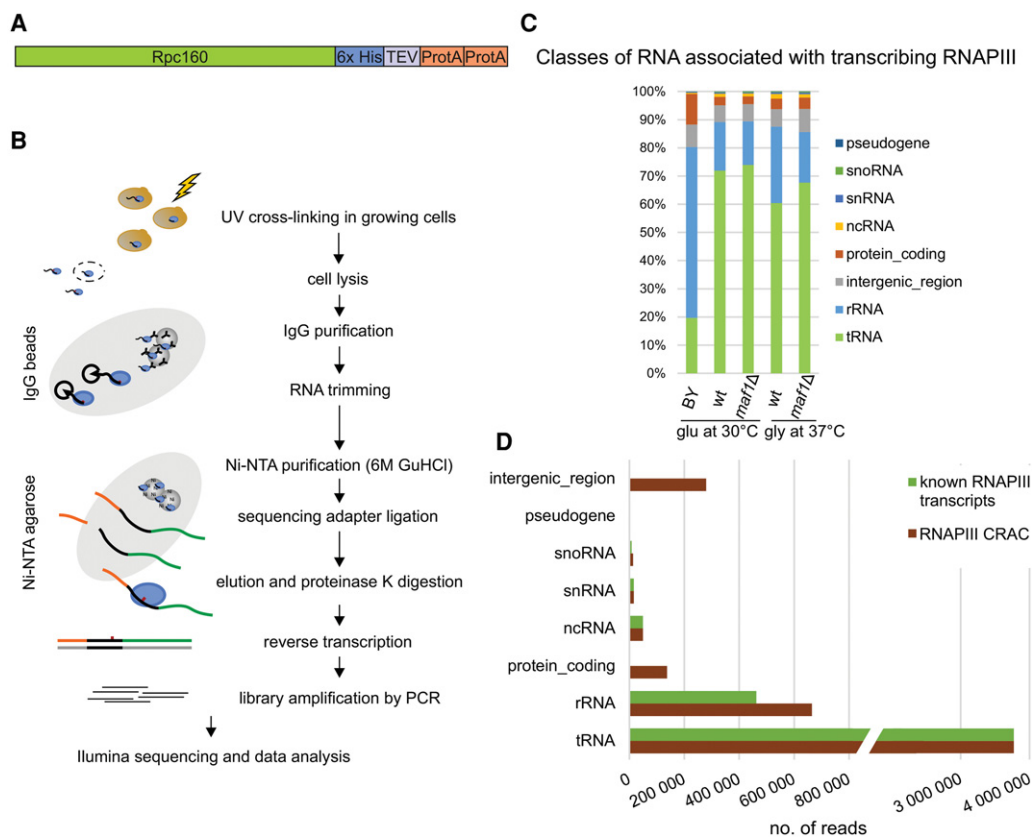 A
Rpc160 6x His TEV ProtA ProtA
B
UV cross-linking in growing cells
cell lysis
IgG purification
RNA trimming
Ni-NTA purification (6M GuHCl)
sequencing adapter ligation
elution and proteinase K digestion
reverse transcription
library amplification by PCR
Ilumina sequencing and data analysis
IgG beads
Ni-NTA agarose
Ni Ni Ni Ni
C
Classes of RNA associated with transcribing RNAPIII
100%
90%
80%
70%
60%
50%
40%
30%
20%
10%
0%
BY wt maf1Δ wt maf1Δ
glu at 30°C gly at 37°C
pseudogene
snoRNA
snRNA
ncRNA
protein_coding
intergenic_region
rRNA
tRNA
D
intergenic_region
pseudogene
snoRNA
snRNA
ncRNA
protein_coding
rRNA
tRNA
known RNAPIII
transcripts
RNAPIII CRAC
0 200 000 400 000 600 000 800 000 3 000 000 4 000 000
no. of reads